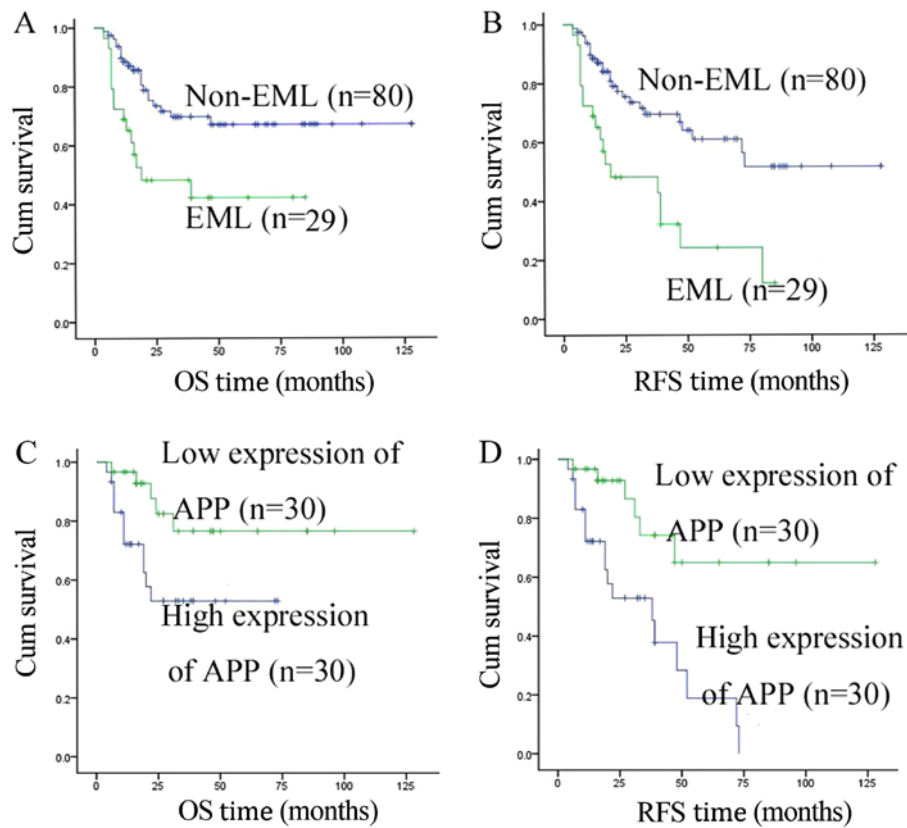 A
Cum survival
1.0
0.8
0.6
0.4
0.2
0.0
Non-EML (n=80)
EML (n=29)
0 25 50 75 100 125
OS time (months)
B
Cum survival
1.0
0.8
0.6
0.4
0.2
0.0
Non-EML (n=80)
EML (n=29)
0 25 50 75 100 125
RFS time (months)
C
Cum survival
1.0
0.8
0.6
0.4
0.2
0.0
Low expression of
APP (n=30)
High expression
of APP (n=30)
0 25 50 75 100 125
OS time (months)
D
Cum survival
1.0
0.8
0.6
0.4
0.2
0.0
Low expression of
APP (n=30)
High expression
of APP (n=30)
0 25 50 75 100 125
RFS time (months)